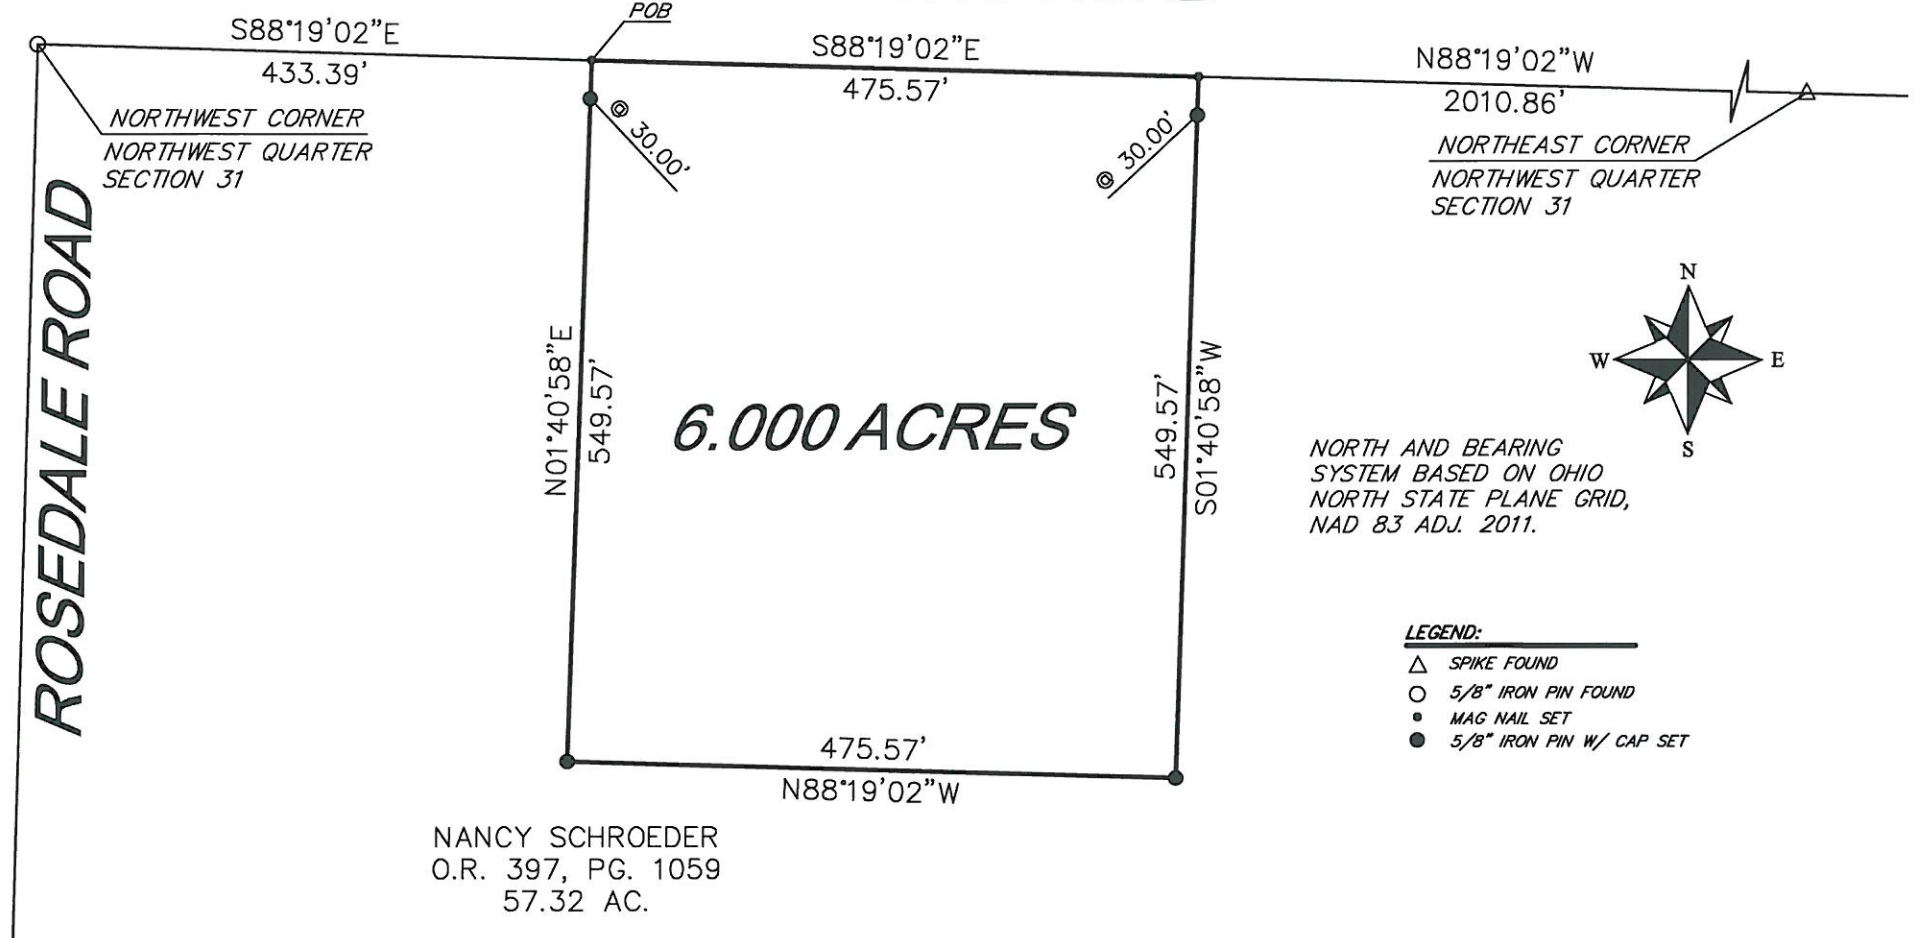 POB
S88°19'02"E
433.39'
S88°19'02"E
475.57'
N88°19'02"W
2010.86'
NORTHWEST CORNER
NORTHWEST QUARTER
SECTION 31
@ 30.00'
@ 30.00'
NORTHEAST CORNER
NORTHWEST QUARTER
SECTION 31
ROSEDALE ROAD
N01°40'58"E
549.57'
6.000 ACRES
549.57'
S01°40'58"W
N
W
E
S
NORTH AND BEARING
SYSTEM BASED ON OHIO
NORTH STATE PLANE GRID,
NAD 83 ADJ. 2011.
LEGEND:
SPIKE FOUND
5/8" IRON PIN FOUND
MAG NAIL SET
5/8" IRON PIN W/ CAP SET
475.57'
N88°19'02"W
NANCY SCHROEDER
O.R. 397, PG. 1059
57.32 AC.